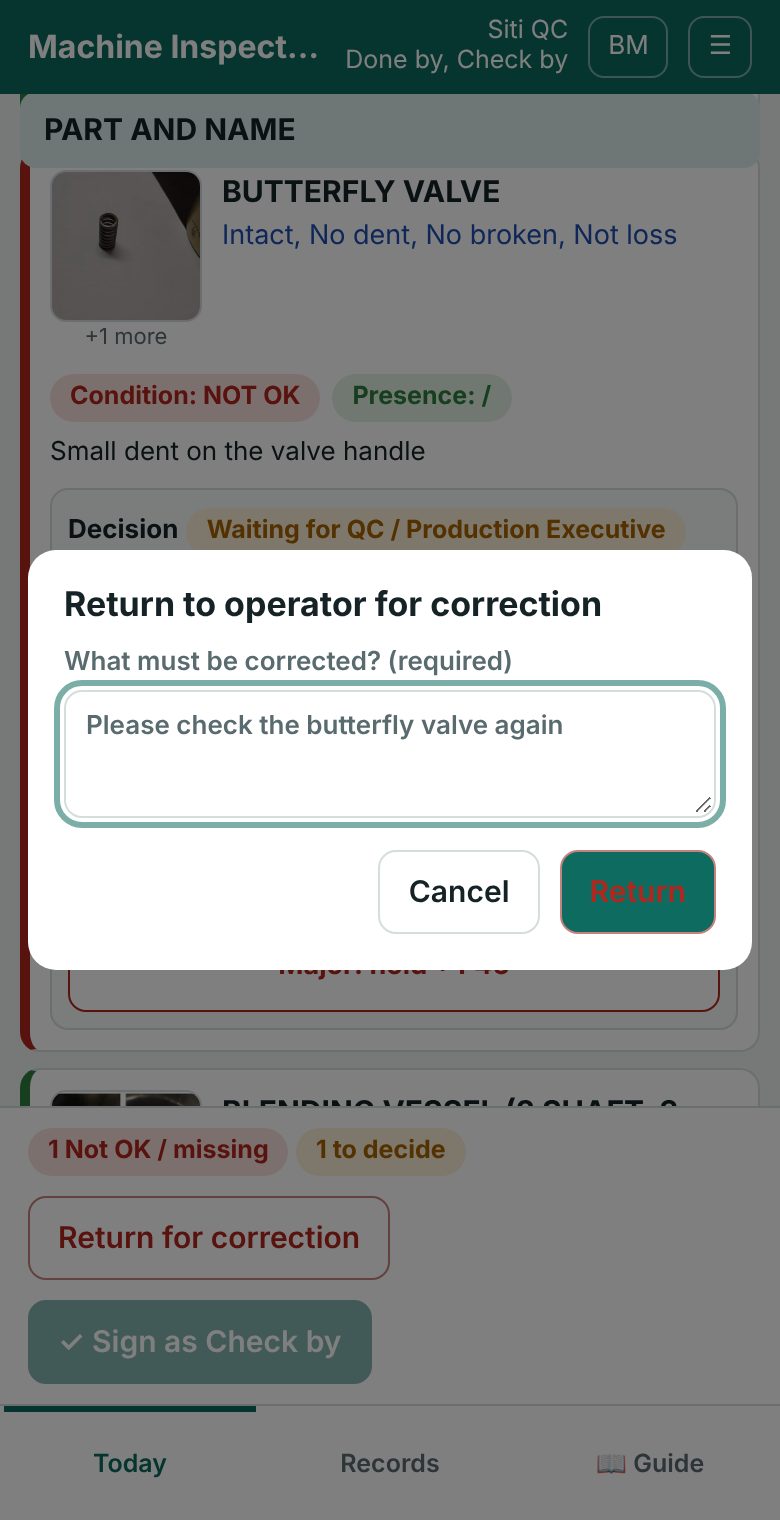 Machine Inspect...
Siti QC
Done by, Check by
BM
☰
PART AND NAME
BUTTERFLY VALVE
Intact, No dent, No broken, Not loss
+1 more
Condition: NOT OK
Presence: /
Small dent on the valve handle
Decision
Waiting for QC / Production Executive
Return to operator for correction
What must be corrected? (required)
Please check the butterfly valve again
Cancel
Return
1 Not OK / missing
1 to decide
Return for correction
✓ Sign as Check by
Today
Records
📖 Guide